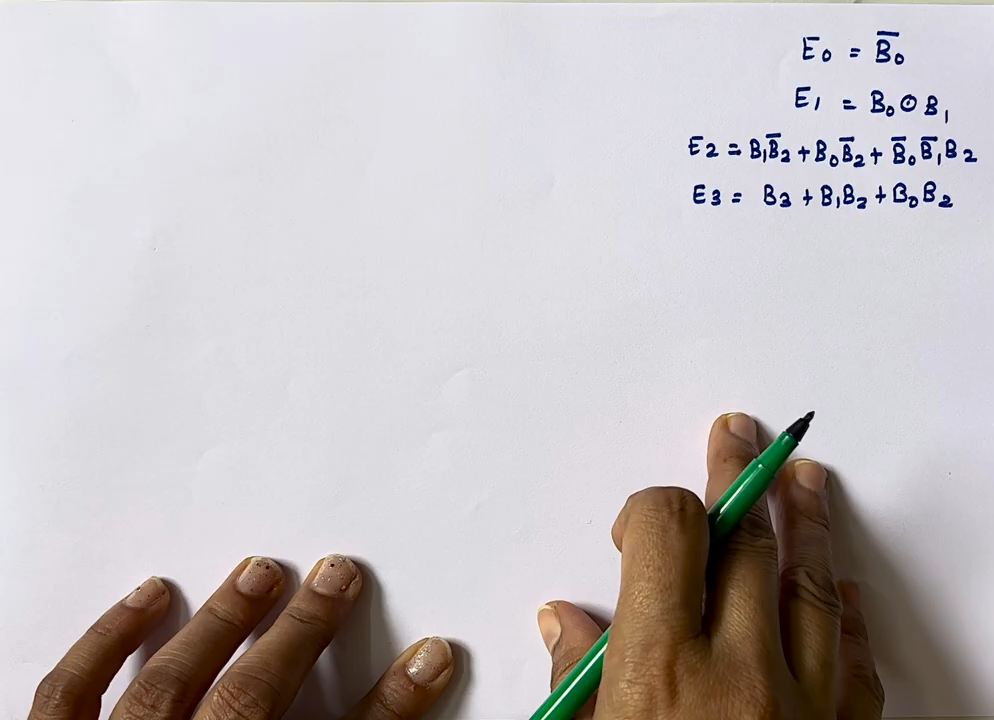 E₀ = B̅₀
E₁ = B₀ ⊙ B₁
E₂ = B₁B̅₂ + B₀B̅₂ + B̅₀B̅₁B₂
E₃ = B₃ + B₁B₂ + B₀B₂